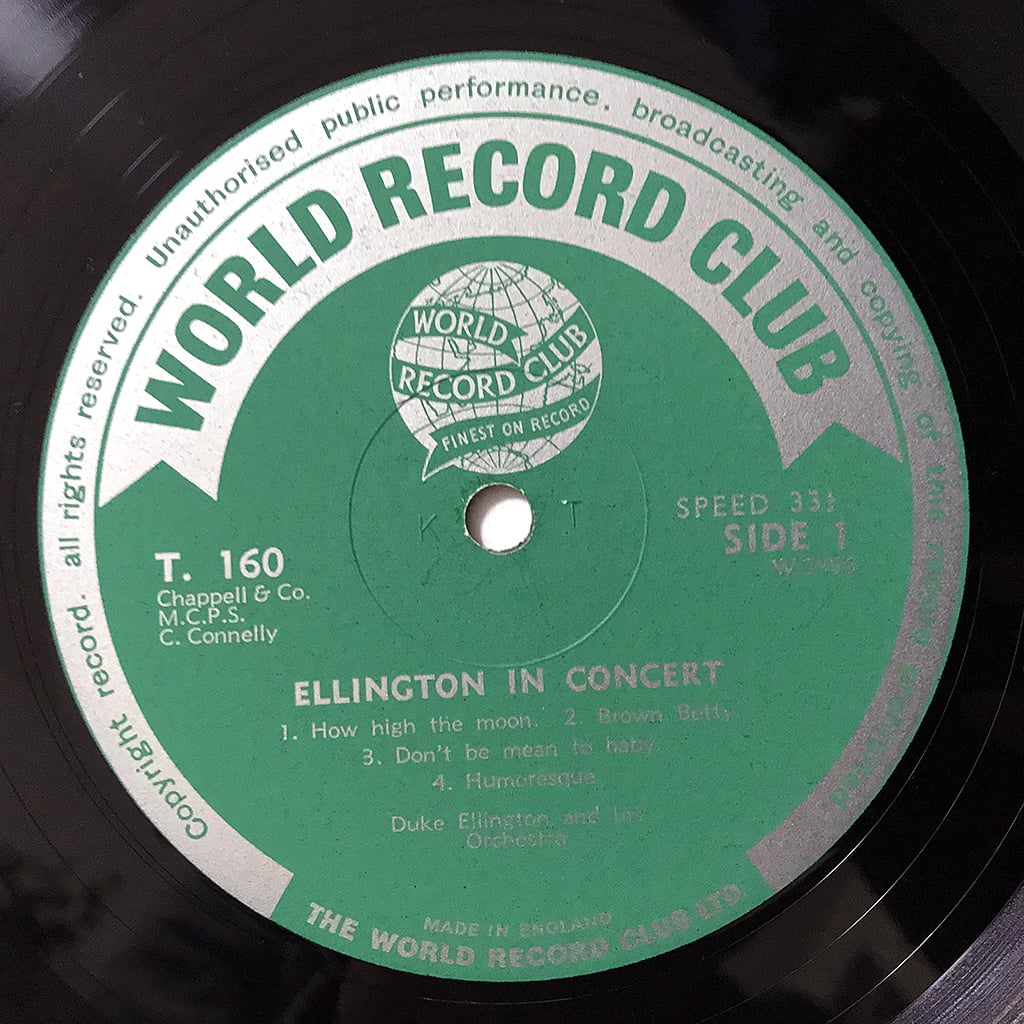 Copyright record. all rights reserved. Unauthorised public performance. broadcasting and copying of this record prohibited
WORLD RECORD CLUB
WORLD
RECORD CLUB
FINEST ON RECORD
K T
SPEED 33⅓
SIDE 1
T. 160
Chappell & Co.
M.C.P.S.
C. Connelly
ELLINGTON IN CONCERT
1. How high the moon. 2. Brown Betty.
3. Don't be mean to baby.
4. Humoresque
Duke Ellington and his
Orchestra
MADE IN ENGLAND
THE WORLD RECORD CLUB LTD.